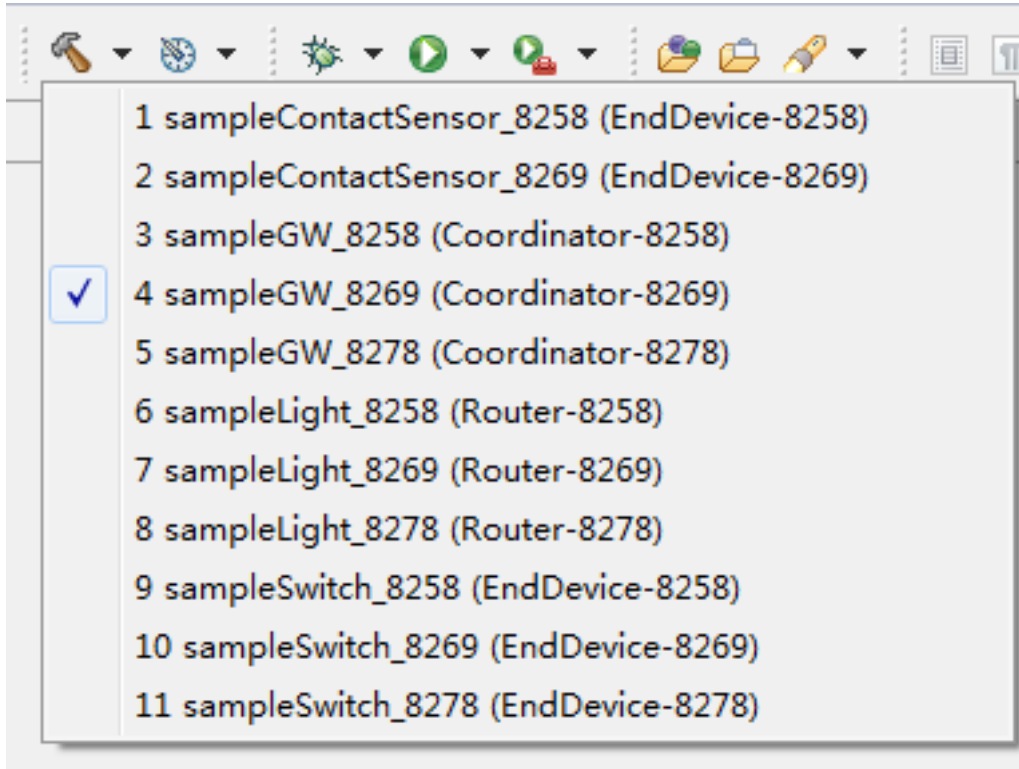 1 sampleContactSensor_8258 (EndDevice-8258)
2 sampleContactSensor_8269 (EndDevice-8269)
3 sampleGW_8258 (Coordinator-8258)
4 sampleGW_8269 (Coordinator-8269)
5 sampleGW_8278 (Coordinator-8278)
6 sampleLight_8258 (Router-8258)
7 sampleLight_8269 (Router-8269)
8 sampleLight_8278 (Router-8278)
9 sampleSwitch_8258 (EndDevice-8258)
10 sampleSwitch_8269 (EndDevice-8269)
11 sampleSwitch_8278 (EndDevice-8278)